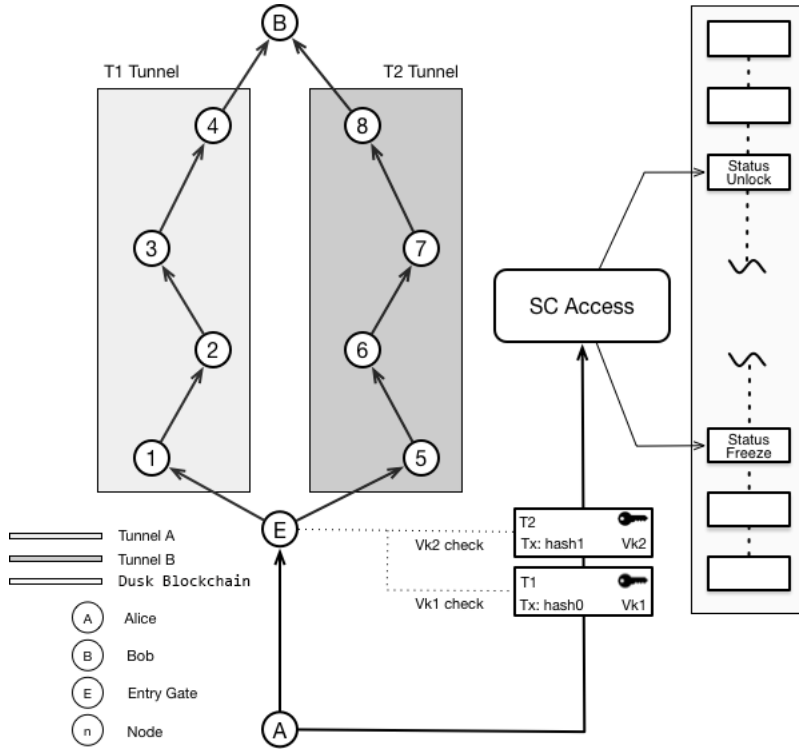 B
T1 Tunnel
T2 Tunnel
4
8
Status
Unlock
3
7
SC Access
2
6
Status
Freeze
1
5
E
T2
Tx: hash1 Vk2
Vk2 check
T1
Tx: hash0 Vk1
Vk1 check
Tunnel A
Tunnel B
Dusk Blockchain
A Alice
B Bob
E Entry Gate
n Node
A